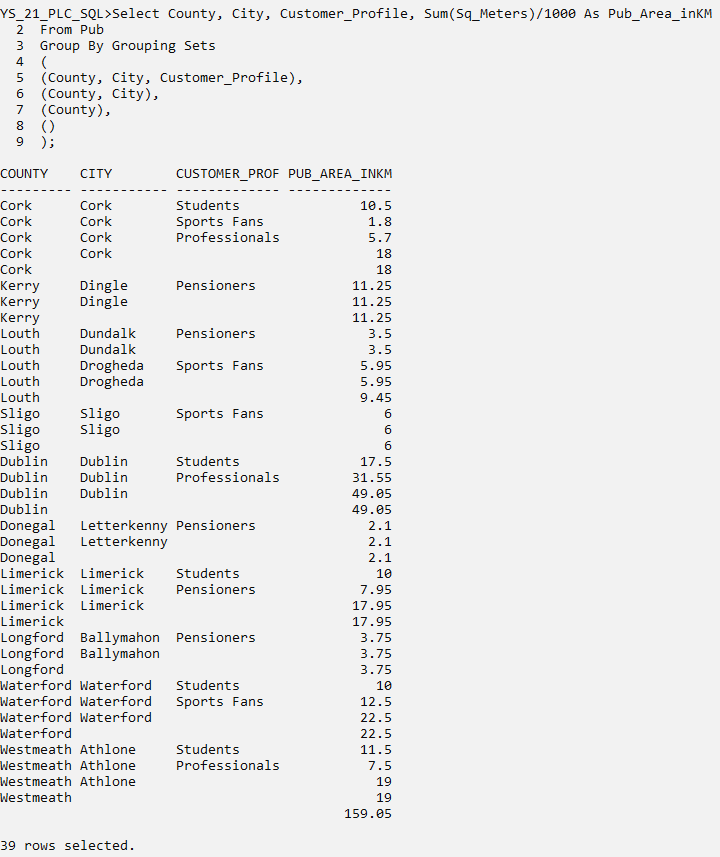 YS_21_PLC_SQL>Select County, City, Customer_Profile, Sum(Sq_Meters)/1000 As Pub_Area_inKM
  2  From Pub
  3  Group By Grouping Sets
  4  (
  5  (County, City, Customer_Profile),
  6  (County, City),
  7  (County),
  8  ()
  9  );

COUNTY    CITY        CUSTOMER_PROF PUB_AREA_INKM
--------- ----------- ------------- -------------
Cork      Cork        Students               10.5
Cork      Cork        Sports Fans             1.8
Cork      Cork        Professionals           5.7
Cork      Cork                                 18
Cork                                           18
Kerry     Dingle      Pensioners            11.25
Kerry     Dingle                            11.25
Kerry                                       11.25
Louth     Dundalk     Pensioners              3.5
Louth     Dundalk                             3.5
Louth     Drogheda    Sports Fans            5.95
Louth     Drogheda                           5.95
Louth                                        9.45
Sligo     Sligo       Sports Fans               6
Sligo     Sligo                                 6
Sligo                                           6
Dublin    Dublin      Students               17.5
Dublin    Dublin      Professionals         31.55
Dublin    Dublin                            49.05
Dublin                                      49.05
Donegal   Letterkenny Pensioners              2.1
Donegal   Letterkenny                         2.1
Donegal                                       2.1
Limerick  Limerick    Students                 10
Limerick  Limerick    Pensioners             7.95
Limerick  Limerick                          17.95
Limerick                                    17.95
Longford  Ballymahon  Pensioners             3.75
Longford  Ballymahon                         3.75
Longford                                     3.75
Waterford Waterford   Students                 10
Waterford Waterford   Sports Fans            12.5
Waterford Waterford                          22.5
Waterford                                    22.5
Westmeath Athlone     Students               11.5
Westmeath Athlone     Professionals           7.5
Westmeath Athlone                              19
Westmeath                                      19
                                           159.05

39 rows selected.